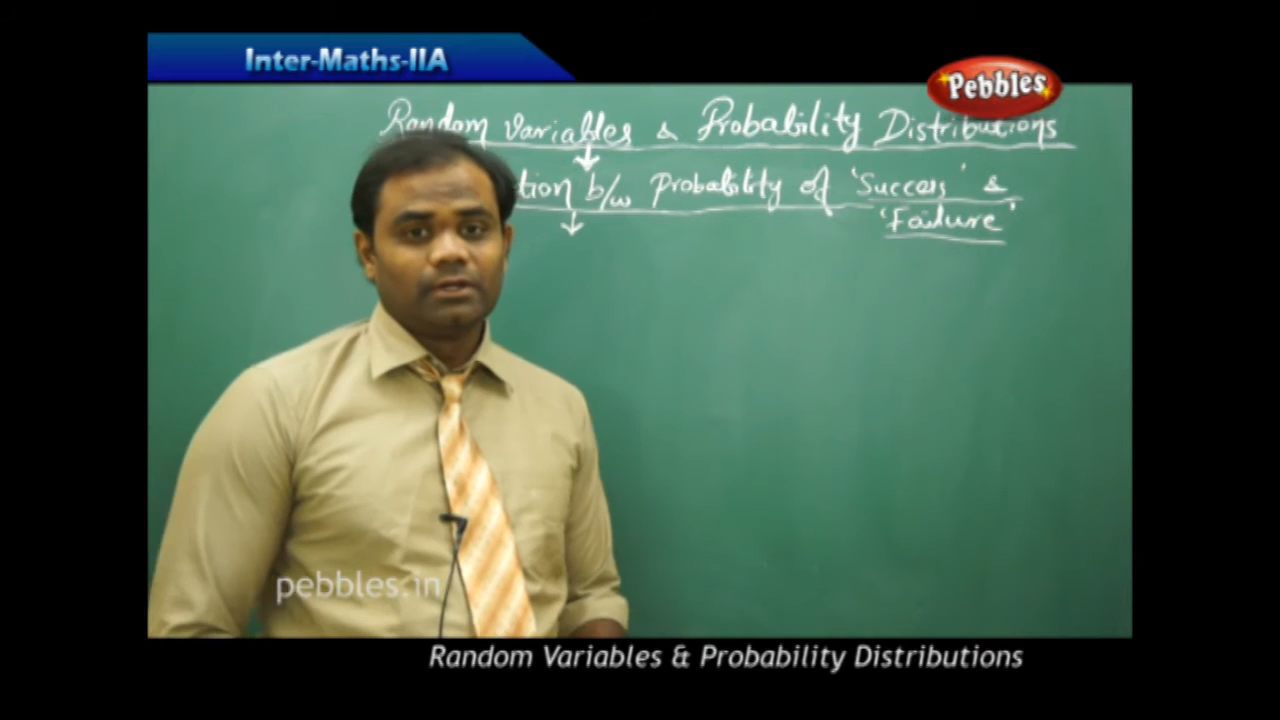 Inter-Maths-IIA
Pebbles
Random Variables & Probability Distributions
tion b/w Probability of 'Success' &
'Failure'
pebbles.in
Random Variables & Probability Distributions